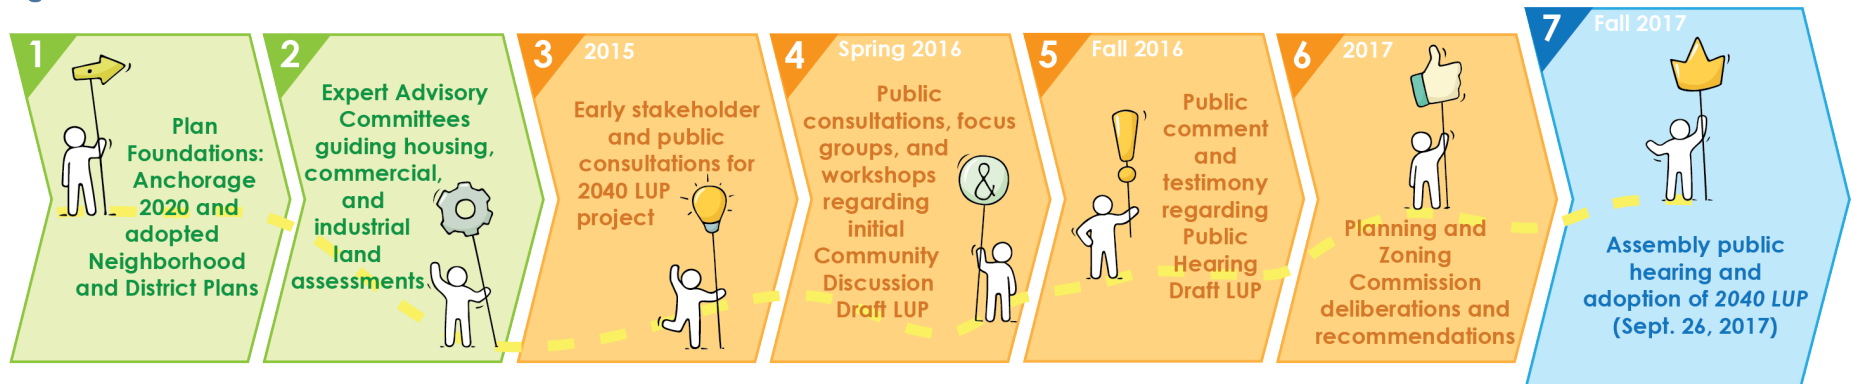 1
Plan
Foundations:
Anchorage
2020 and
adopted
Neighborhood
and District Plans
2
Expert Advisory
Committees
guiding housing,
commercial,
and
industrial
land
assessments
3
2015
Early stakeholder
and public
consultations for
2040 LUP
project
4
Spring 2016
Public
consultations, focus
groups, and
workshops
regarding
initial
Community
Discussion
Draft LUP
&
5
Fall 2016
Public
comment
and
testimony
regarding
Public
Hearing
Draft LUP
6
2017
Planning and
Zoning
Commission
deliberations and
recommendations
7
Fall 2017
Assembly public
hearing and
adoption of 2040 LUP
(Sept. 26, 2017)